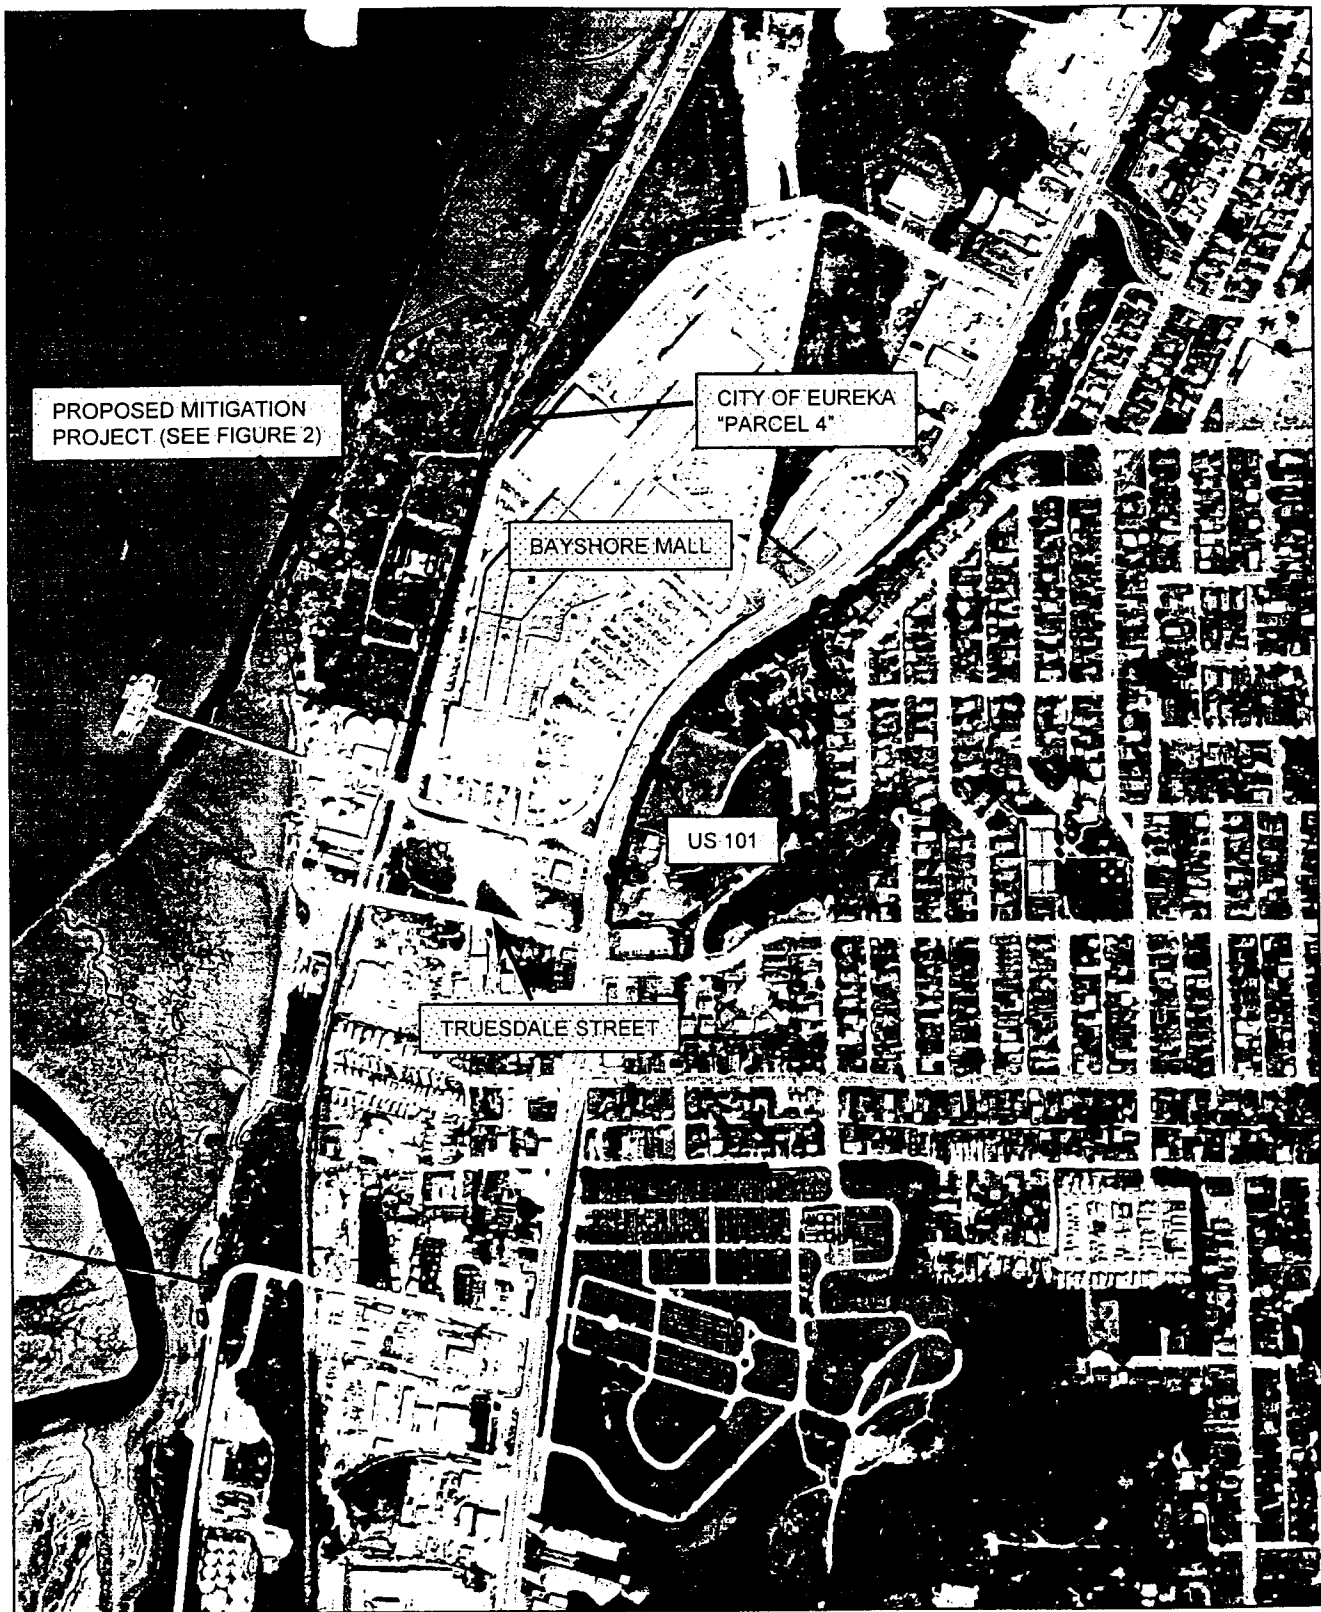 PROPOSED MITIGATION
PROJECT (SEE FIGURE 2)
CITY OF EUREKA
"PARCEL 4"
BAYSHORE MALL
US 101
TRUESDALE STREET